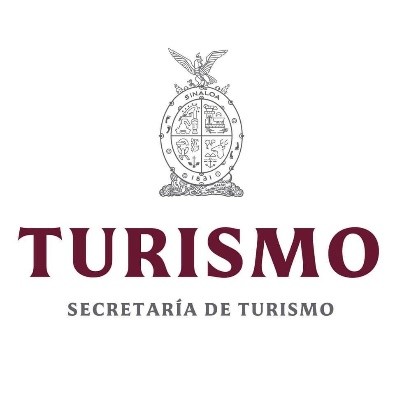 SINALOA
1831
TURISMO
SECRETARÍA DE TURISMO